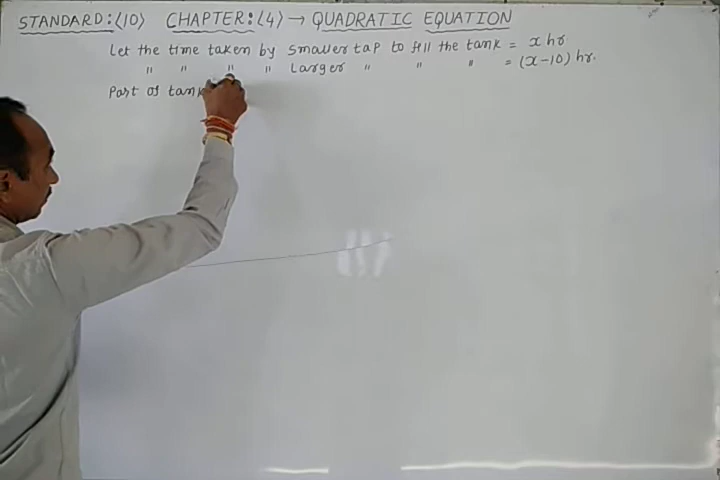 STANDARD:(10) CHAPTER:(4) → QUADRATIC EQUATION
Let the time taken by smaller tap to fill the tank = x hr
" " " " Larger " " " = (x-10) hr.
Part of tank